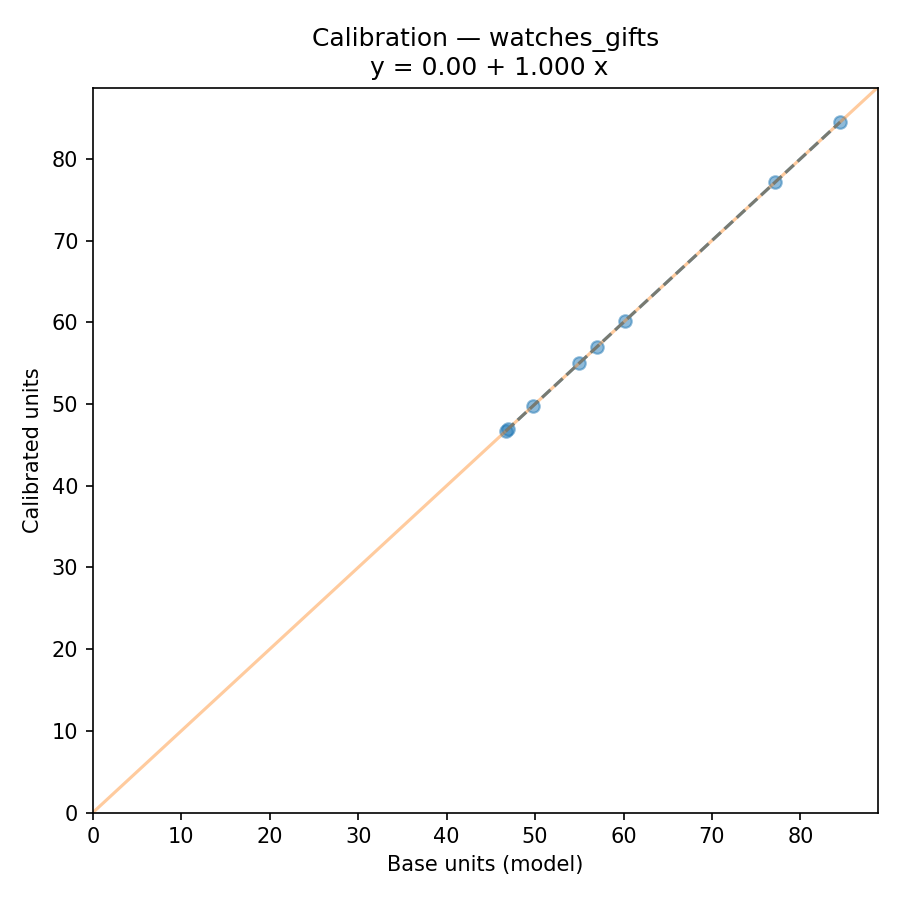 Calibration — watches_gifts
y = 0.00 + 1.000 x
80
70
60
50
40
30
20
10
0
Calibrated units
0 10 20 30 40 50 60 70 80
Base units (model)